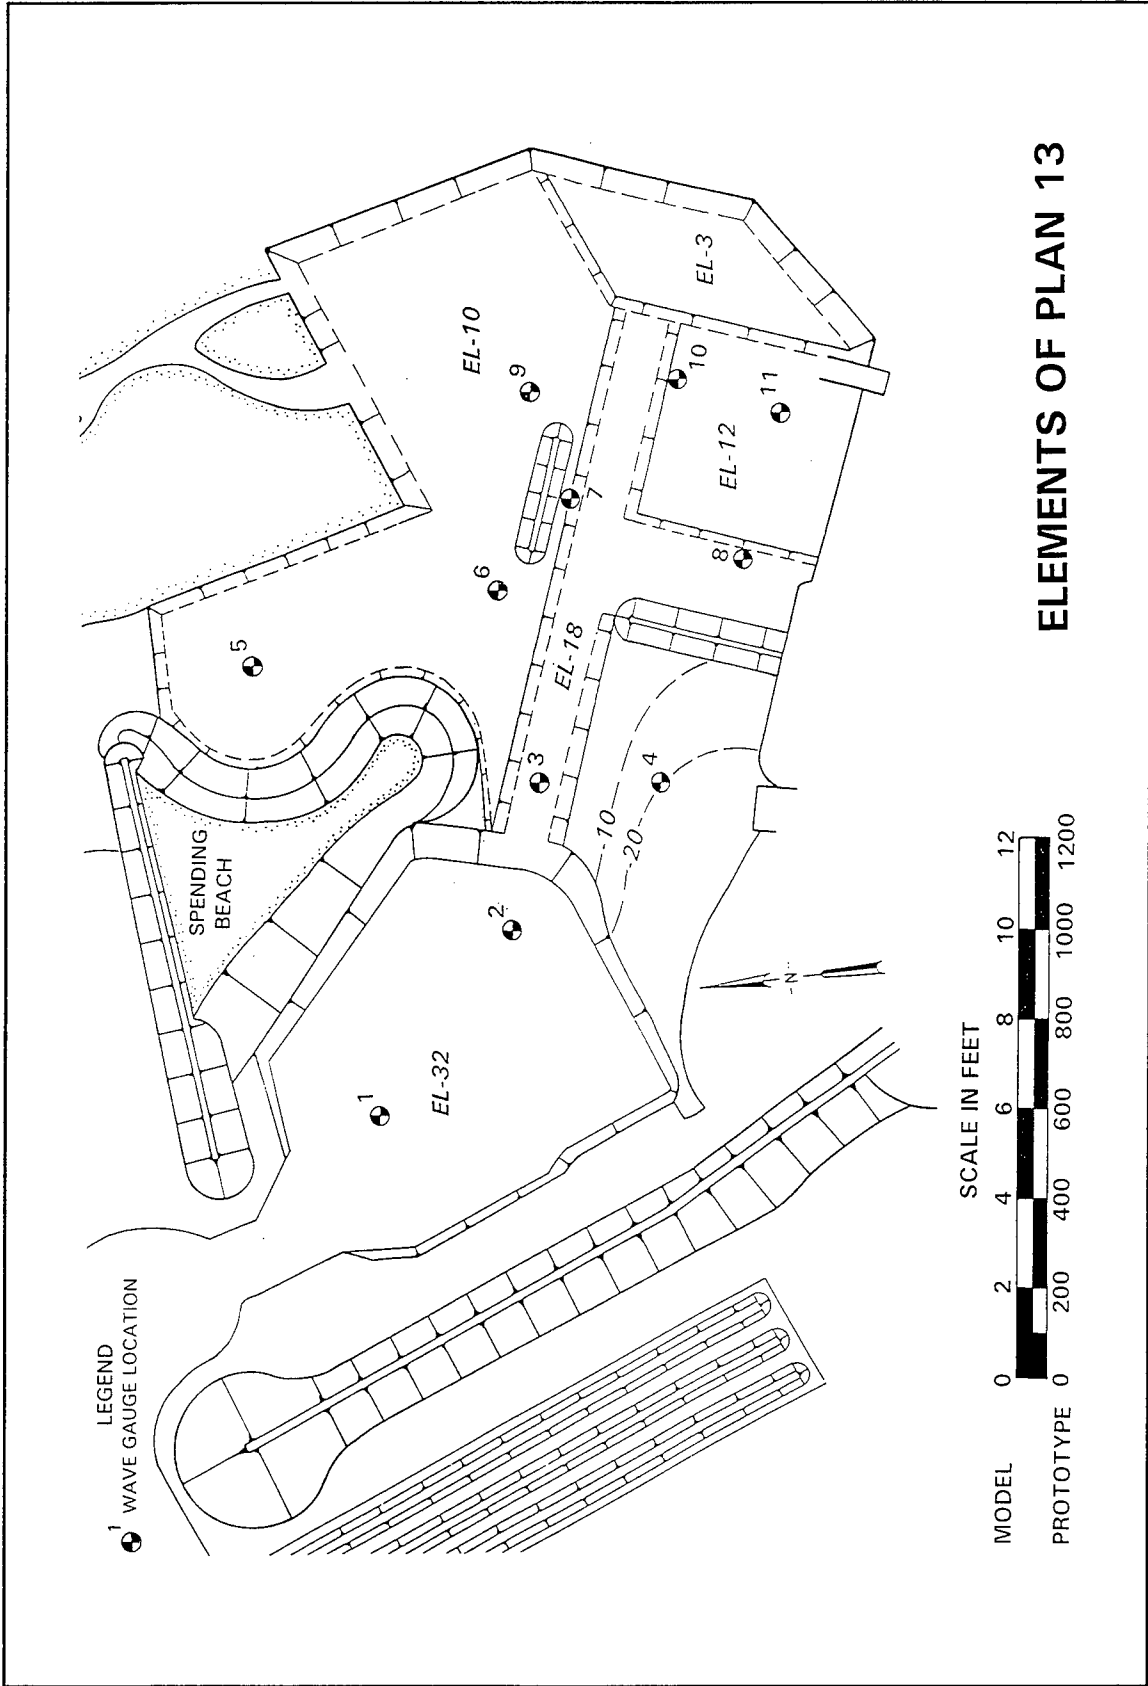 LEGEND
1 WAVE GAUGE LOCATION
SPENDING
BEACH
5
1
EL-32
2
3
6
9
EL-10
7
EL-18
4
-10
-20
8
EL-12
10
11
EL-3
N
SCALE IN FEET
MODEL 0 2 4 6 8 10 12
PROTOTYPE 0 200 400 600 800 1000 1200
ELEMENTS OF PLAN 13